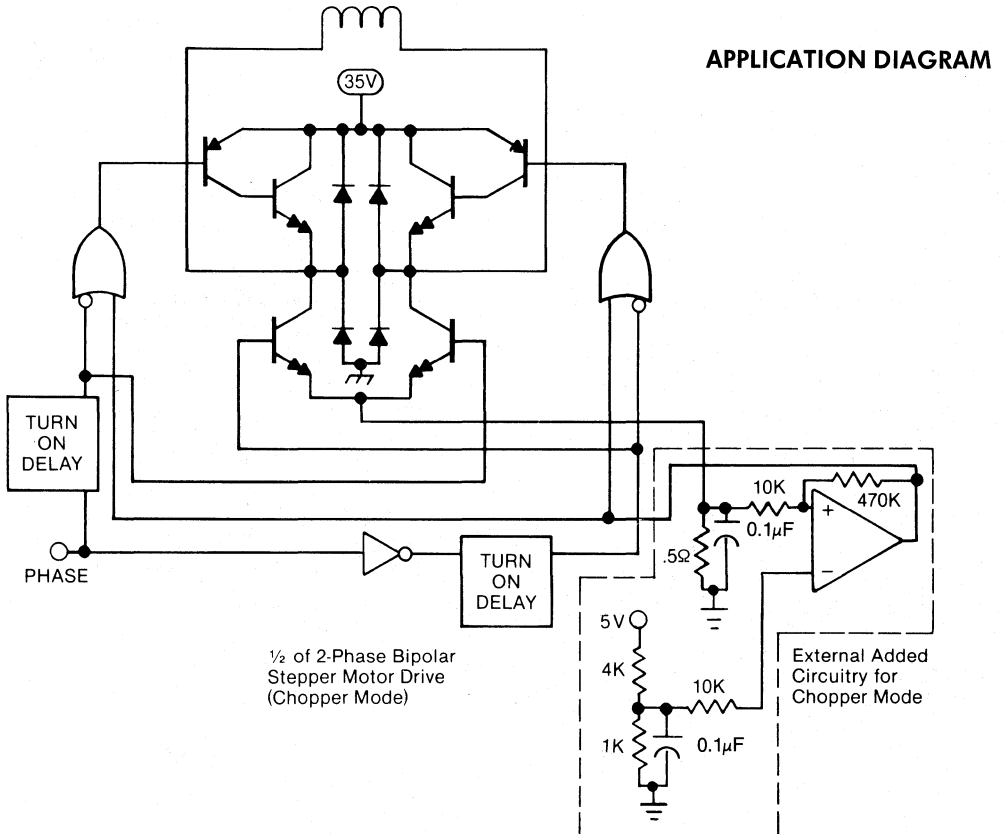 APPLICATION DIAGRAM
35V
TURN
ON
DELAY
PHASE
TURN
ON
DELAY
10K
470K
+
0.1µF
.5Ω
−
5V
4K
10K
1K
0.1µF
½ of 2-Phase Bipolar
Stepper Motor Drive
(Chopper Mode)
External Added
Circuitry for
Chopper Mode